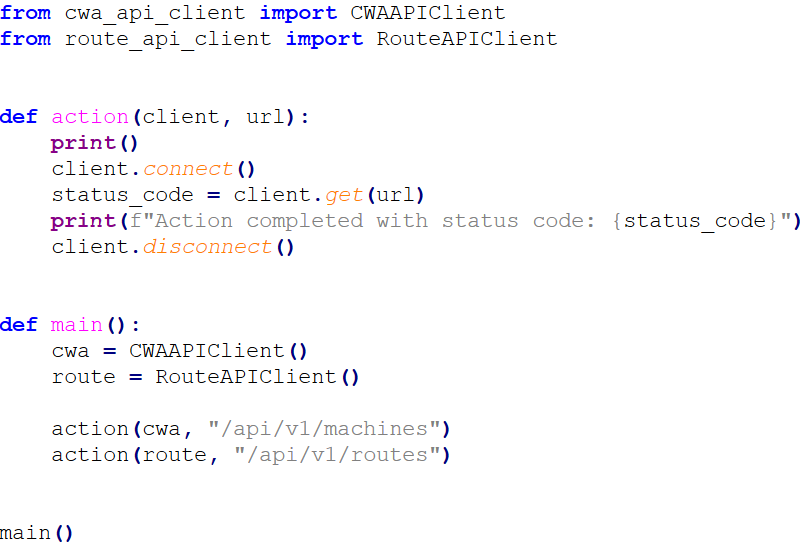 from cwa_api_client import CWAAPIClient
from route_api_client import RouteAPIClient
def action(client, url):
    print()
    client.connect()
    status_code = client.get(url)
    print(f"Action completed with status code: {status_code}")
    client.disconnect()
def main():
    cwa = CWAAPIClient()
    route = RouteAPIClient()
    action(cwa, "/api/v1/machines")
    action(route, "/api/v1/routes")
main()